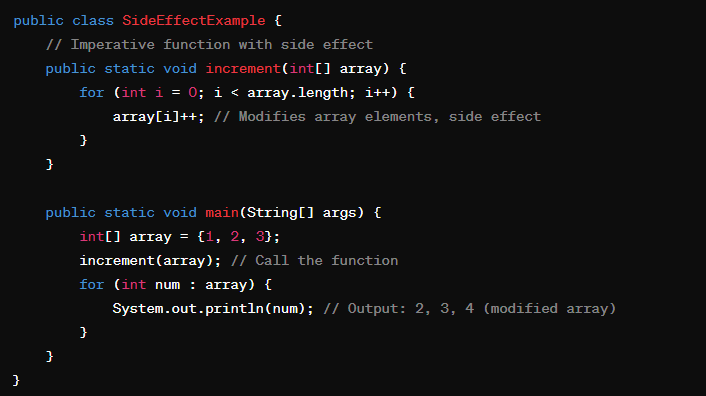 public class SideEffectExample {
    // Imperative function with side effect
    public static void increment(int[] array) {
        for (int i = 0; i < array.length; i++) {
            array[i]++; // Modifies array elements, side effect
        }
    }

    public static void main(String[] args) {
        int[] array = {1, 2, 3};
        increment(array); // Call the function
        for (int num : array) {
            System.out.println(num); // Output: 2, 3, 4 (modified array)
        }
    }
}